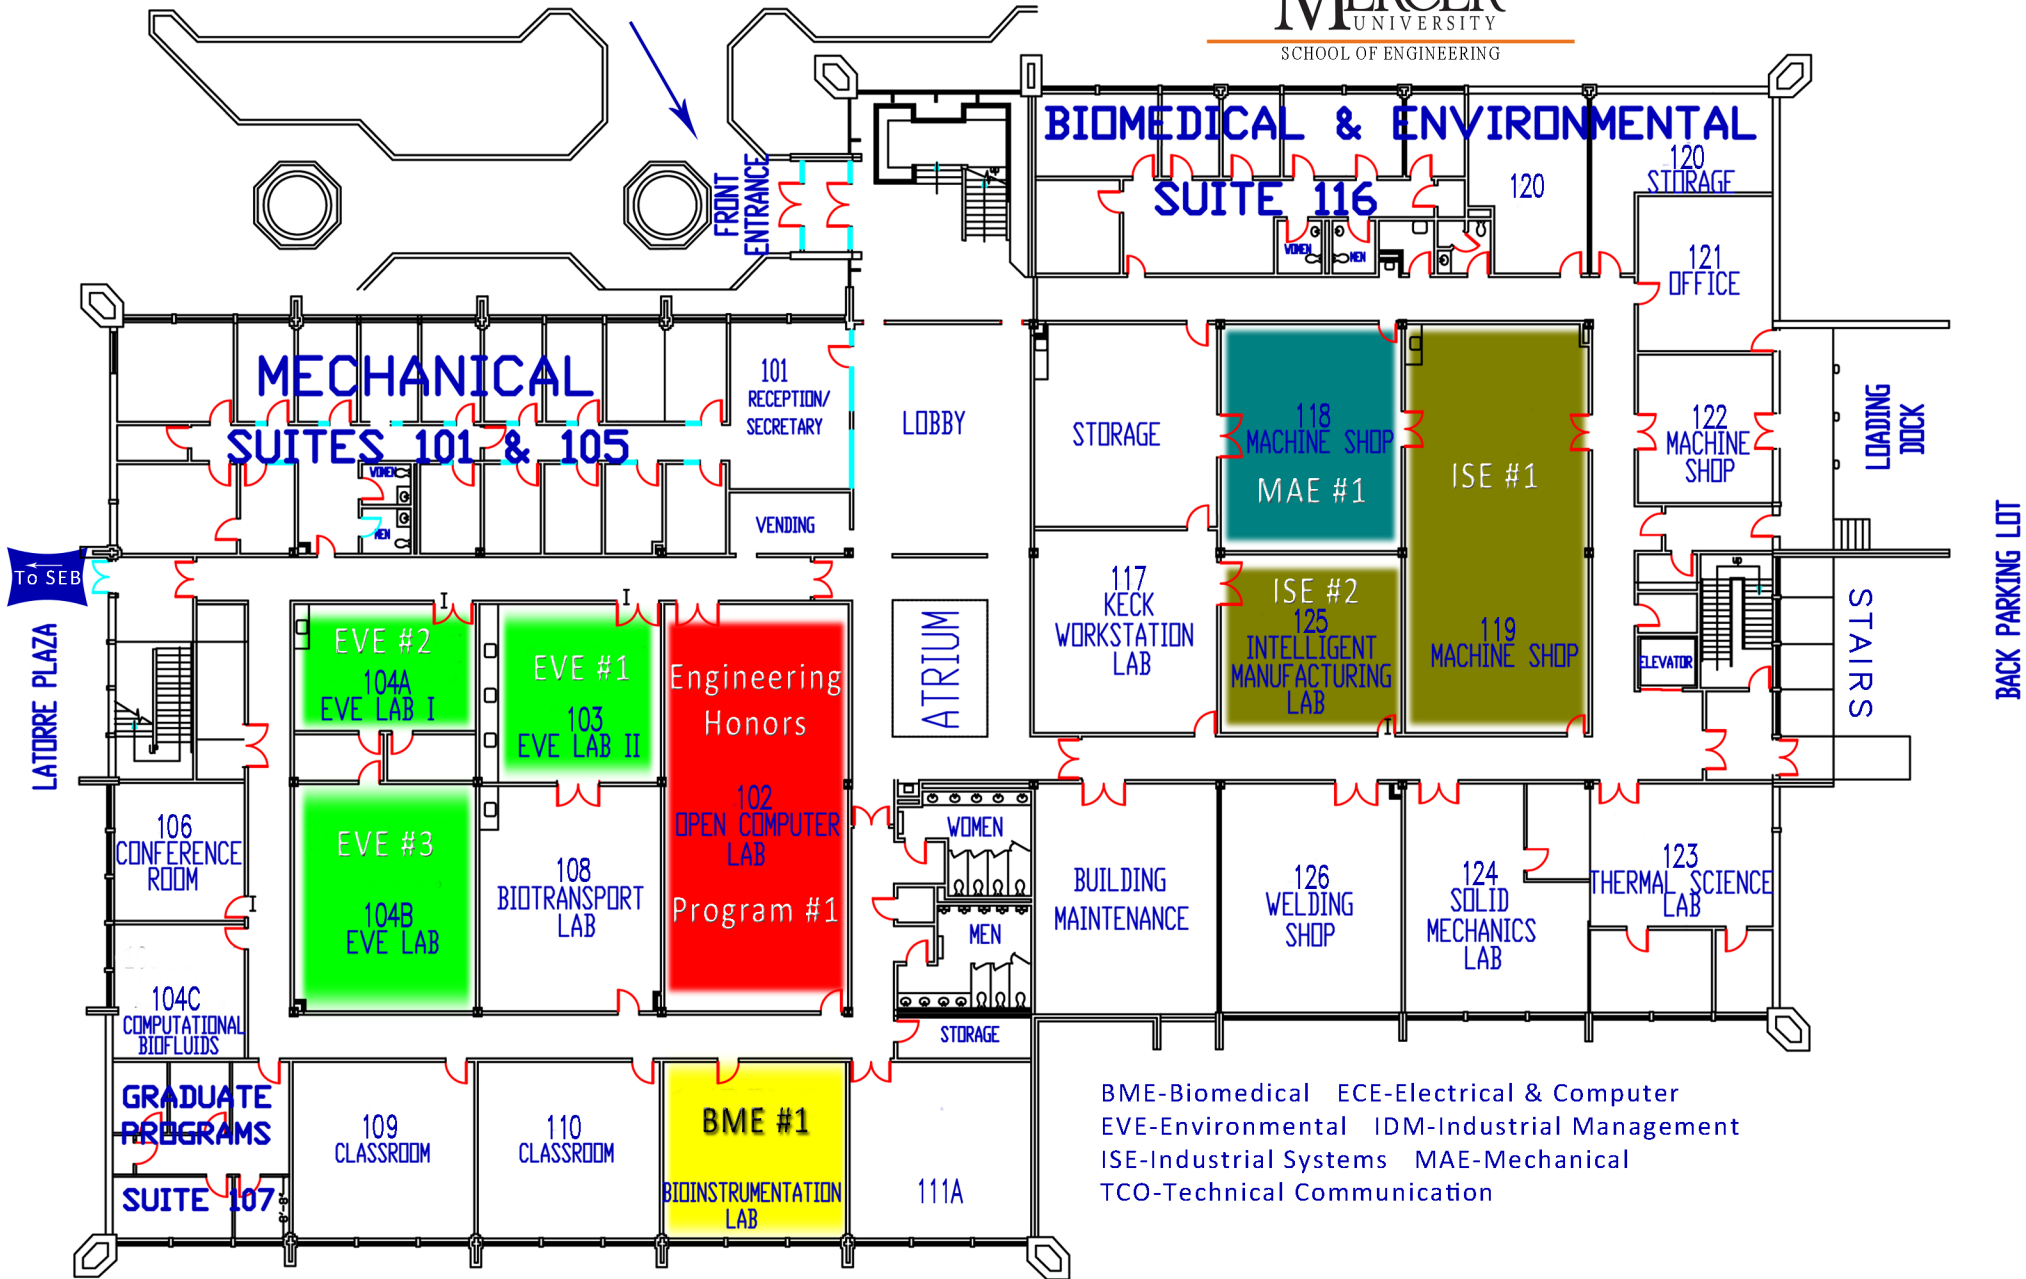 MERCER
UNIVERSITY
SCHOOL OF ENGINEERING
FRONT
ENTRANCE
BIOMEDICAL & ENVIRONMENTAL
SUITE 116
120
120
STORAGE
UP
WOMEN
MEN
121
OFFICE
MECHANICAL
SUITES 101 & 105
WOMEN
MEN
101
RECEPTION/
SECRETARY
VENDING
LOBBY
STORAGE
118
MACHINE SHOP
MAE #1
ISE #1
119
MACHINE SHOP
122
MACHINE
SHOP
LOADING
DOCK
BACK PARKING LOT
To SEB
LATORRE PLAZA
I
I
EVE #2
104A
EVE LAB I
EVE #1
103
EVE LAB II
Engineering
Honors
102
OPEN COMPUTER
LAB
Program #1
ATRIUM
117
KECK
WORKSTATION
LAB
ISE #2
125
INTELLIGENT
MANUFACTURING
LAB
I
UP
ELEVATOR
STAIRS
106
CONFERENCE
ROOM
I
EVE #3
104B
EVE LAB
108
BIOTRANSPORT
LAB
WOMEN
MEN
STORAGE
BUILDING
MAINTENANCE
126
WELDING
SHOP
124
SOLID
MECHANICS
LAB
123
THERMAL SCIENCE
LAB
104C
COMPUTATIONAL
BIOFLUIDS
GRADUATE
PROGRAMS
SUITE 107
8'-8'
109
CLASSROOM
110
CLASSROOM
BME #1
BIOINSTRUMENTATION
LAB
111A
BME-Biomedical ECE-Electrical & Computer
EVE-Environmental IDM-Industrial Management
ISE-Industrial Systems MAE-Mechanical
TCO-Technical Communication